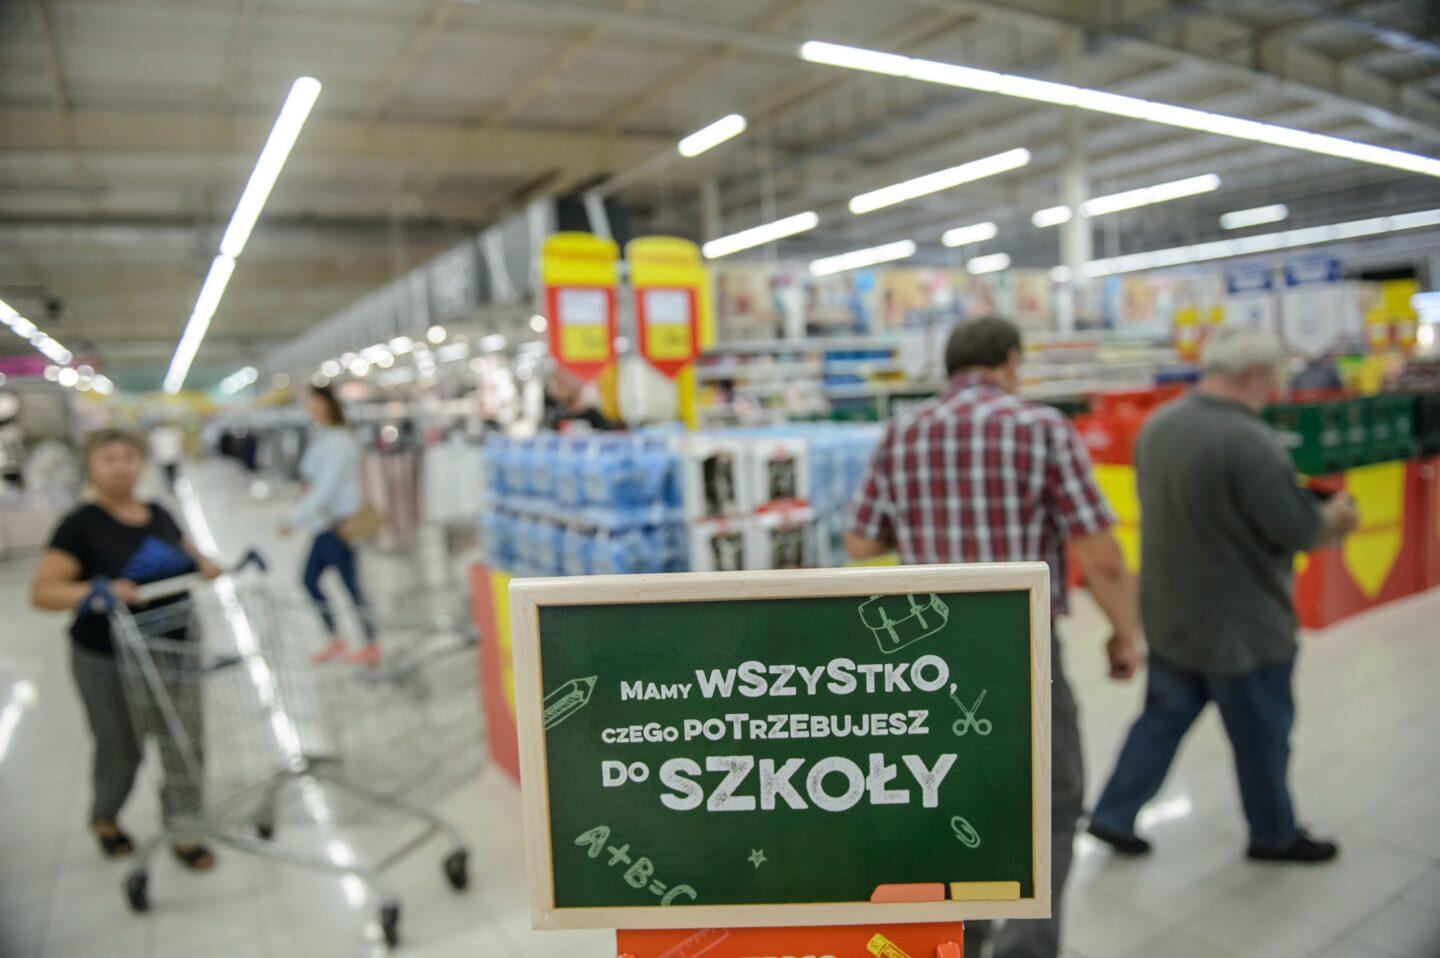 Mamy wszystko,
czego potrzebujesz
do szkoły
A+B=C